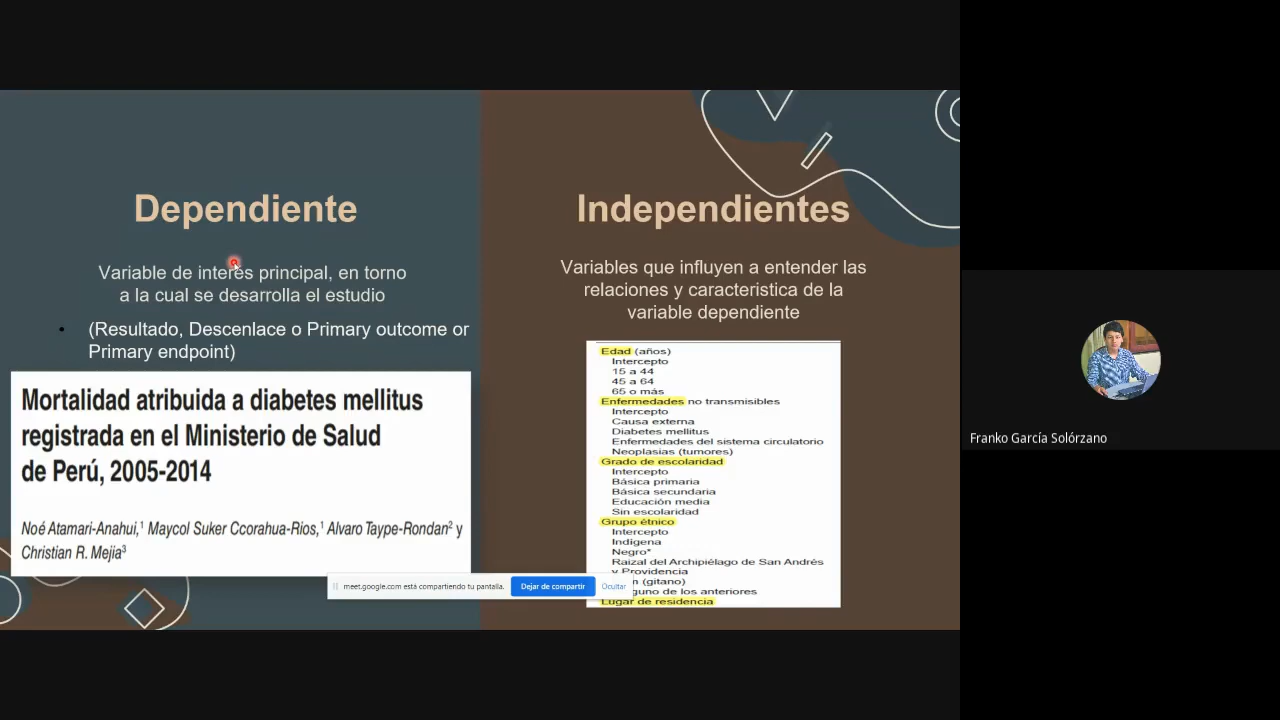 Dependiente
Variable de interés principal, en torno
a la cual se desarrolla el estudio
• (Resultado, Descenlace o Primary outcome or
Primary endpoint)
Mortalidad atribuida a diabetes mellitus
registrada en el Ministerio de Salud
de Perú, 2005-2014
Noé Atamari-Anahui,¹ Maycol Suker Ccorahua-Rios,¹ Alvaro Taype-Rondan² y
Christian R. Mejia³
Independientes
Variables que influyen a entender las
relaciones y caracteristica de la
variable dependiente
Edad (años)
Intercepto
15 a 44
45 a 64
65 o más
Enfermedades no transmisibles
Intercepto
Causa externa
Diabetes mellitus
Enfermedades del sistema circulatorio
Neoplasias (tumores)
Grado de escolaridad
Intercepto
Básica primaria
Básica secundaria
Educación media
Sin escolaridad
Grupo étnico
Intercepto
Indígena
Negro*
Raizal del Archipiélago de San Andrés
y Providencia
(gitano)
de los anteriores
Lugar de residencia
meet.google.com está compartiendo tu pantalla.
Dejar de compartir
Ocultar
Franko García Solórzano